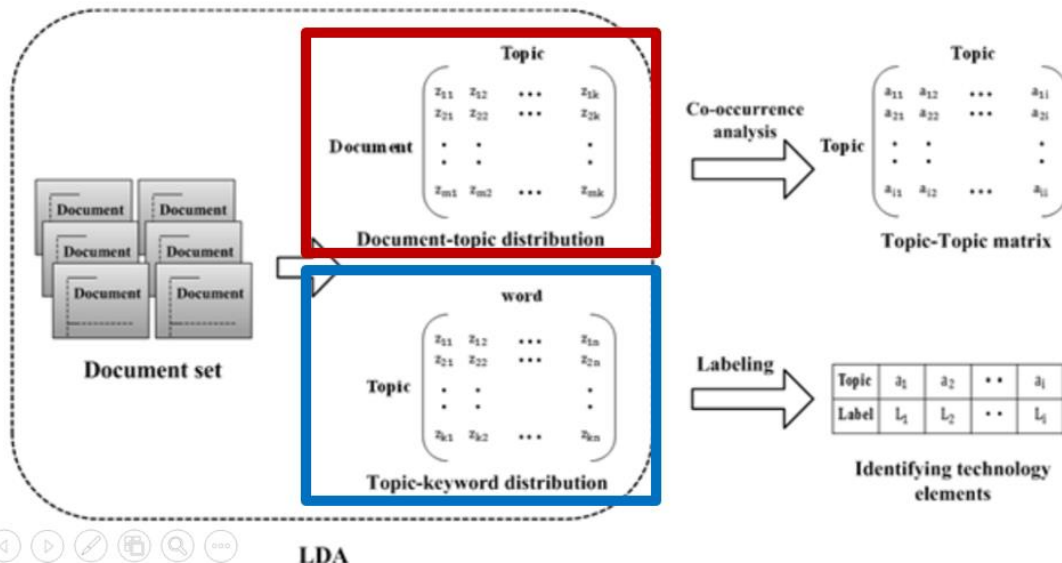 Document
Document
Document
Document
Document
Document
Document set
Topic
Document
z11 z12 ••• z1k
z21 z22 ••• z2k
• • •
• • •
zm1 zm2 ••• zmk
Document-topic distribution
word
Topic
z11 z12 ••• z1n
z21 z22 ••• z2n
• • •
• • •
zk1 zk2 ••• zkn
Topic-keyword distribution
LDA
Co-occurrence
analysis
Topic
Topic
a11 a12 ••• a1i
a21 a22 ••• a2i
• • •
• • •
ai1 ai2 ••• aii
Topic-Topic matrix
Labeling
Topic a1 a2 •• ai
Label L1 L2 •• Li
Identifying technology
elements